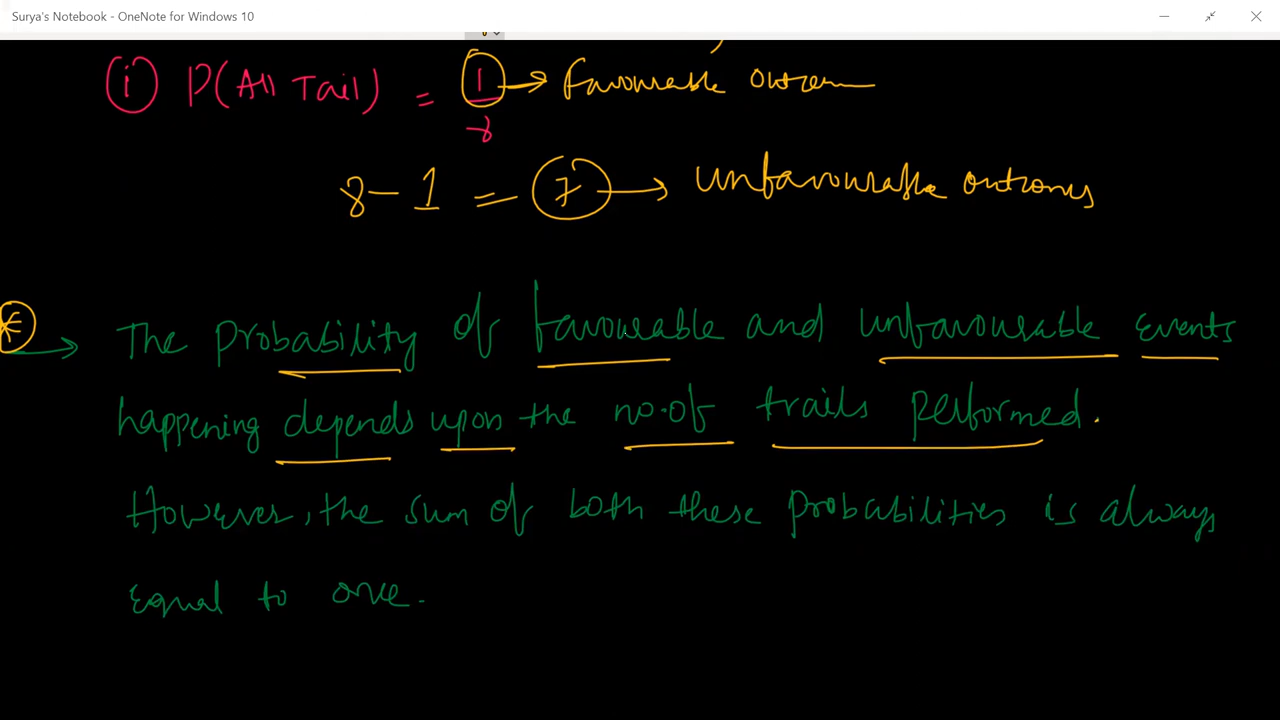 Surya's Notebook - OneNote for Windows 10
(i) P(All Tail) = 1/8 → favourable outcom
8 - 1 = 7 → unfavourable outcomes
The probability of favourable and unfavourable events
happening depends upon the no.of trails performed.
However, the sum of both these probabilities is always
equal to one.